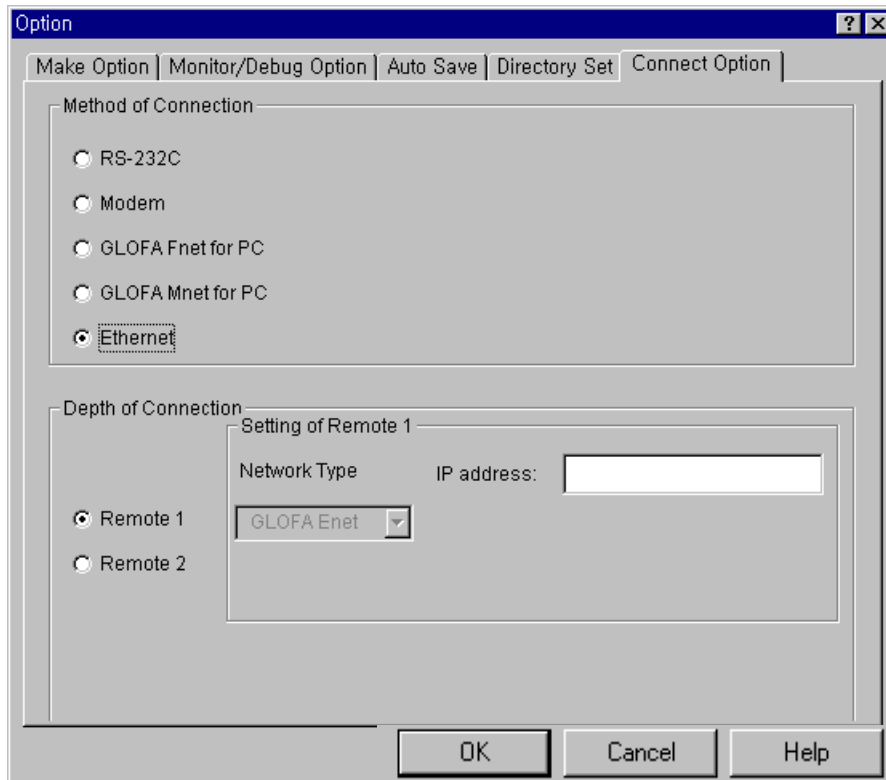 Option
Make Option Monitor/Debug Option Auto Save Directory Set Connect Option
Method of Connection
RS-232C
Modem
GLOFA Fnet for PC
GLOFA Mnet for PC
Ethernet
Depth of Connection
Setting of Remote 1
Network Type IP address:
Remote 1 GLOFA Enet
Remote 2
OK Cancel Help